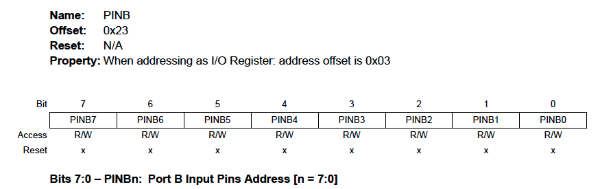 Name: PINB
Offset: 0x23
Reset: N/A
Property: When addressing as I/O Register: address offset is 0x03
Bit 7 6 5 4 3 2 1 0
PINB7 PINB6 PINB5 PINB4 PINB3 PINB2 PINB1 PINB0
Access R/W R/W R/W R/W R/W R/W R/W R/W
Reset x x x x x x x x
Bits 7:0 – PINBn: Port B Input Pins Address [n = 7:0]